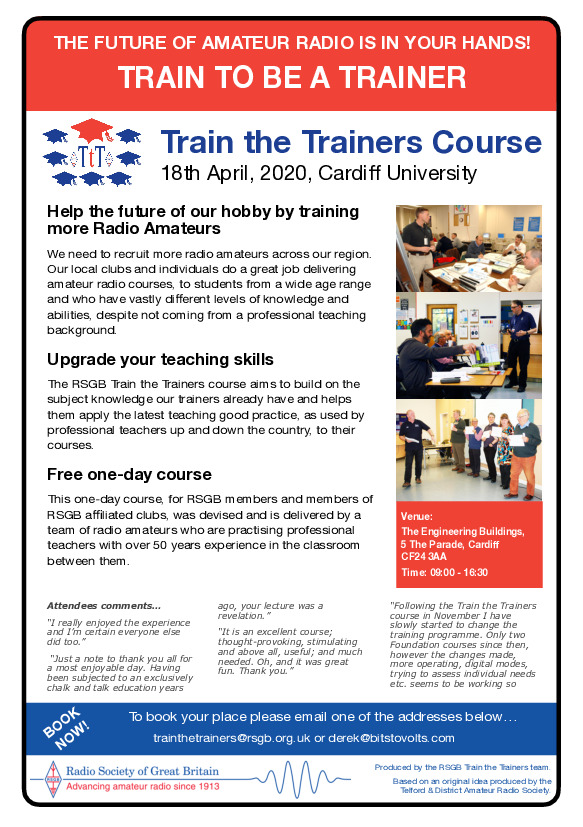 THE FUTURE OF AMATEUR RADIO IS IN YOUR HANDS!
TRAIN TO BE A TRAINER
TtT
Train the Trainers Course
18th April, 2020, Cardiff University
Help the future of our hobby by training
more Radio Amateurs
We need to recruit more radio amateurs across our region.
Our local clubs and individuals do a great job delivering
amateur radio courses, to students from a wide age range
and who have vastly different levels of knowledge and
abilities, despite not coming from a professional teaching
background.
Upgrade your teaching skills
The RSGB Train the Trainers course aims to build on the
subject knowledge our trainers already have and helps
them apply the latest teaching good practice, as used by
professional teachers up and down the country, to their
courses.
Free one-day course
This one-day course, for RSGB members and members of
RSGB affiliated clubs, was devised and is delivered by a
team of radio amateurs who are practising professional
teachers with over 50 years experience in the classroom
between them.
Venue:
The Engineering Buildings,
5 The Parade, Cardiff
CF24 3AA
Time: 09:00 - 16:30
Attendees comments...
"I really enjoyed the experience
and I'm certain everyone else
did too."
"Just a note to thank you all for
a most enjoyable day. Having
been subjected to an exclusively
chalk and talk education years
ago, your lecture was a
revelation."
"It is an excellent course;
thought-provoking, stimulating
and above all, useful; and much
needed. Oh, and it was great
fun. Thank you."
"Following the Train the Trainers
course in November I have
slowly started to change the
training programme. Only two
Foundation courses since then,
however the changes made,
more operating, digital modes,
trying to assess individual needs
etc. seems to be working so
BOOK
NOW!
To book your place please email one of the addresses below...
trainthetrainers@rsgb.org.uk or derek@bitstovolts.com
RSGB
Radio Society of Great Britain
Advancing amateur radio since 1913
Produced by the RSGB Train the Trainers team.
Based on an original idea produced by the
Telford & District Amateur Radio Society.